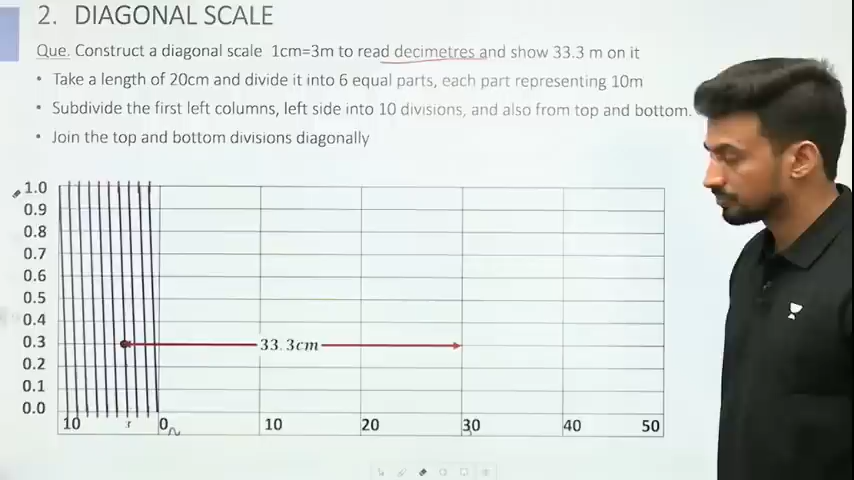 2. DIAGONAL SCALE
Que. Construct a diagonal scale 1cm=3m to read decimetres and show 33.3 m on it
• Take a length of 20cm and divide it into 6 equal parts, each part representing 10m
• Subdivide the first left columns, left side into 10 divisions, and also from top and bottom.
• Join the top and bottom divisions diagonally
1.0
0.9
0.8
0.7
0.6
0.5
0.4
0.3
33.3cm
0.2
0.1
0.0
10 0 10 20 30 40 50